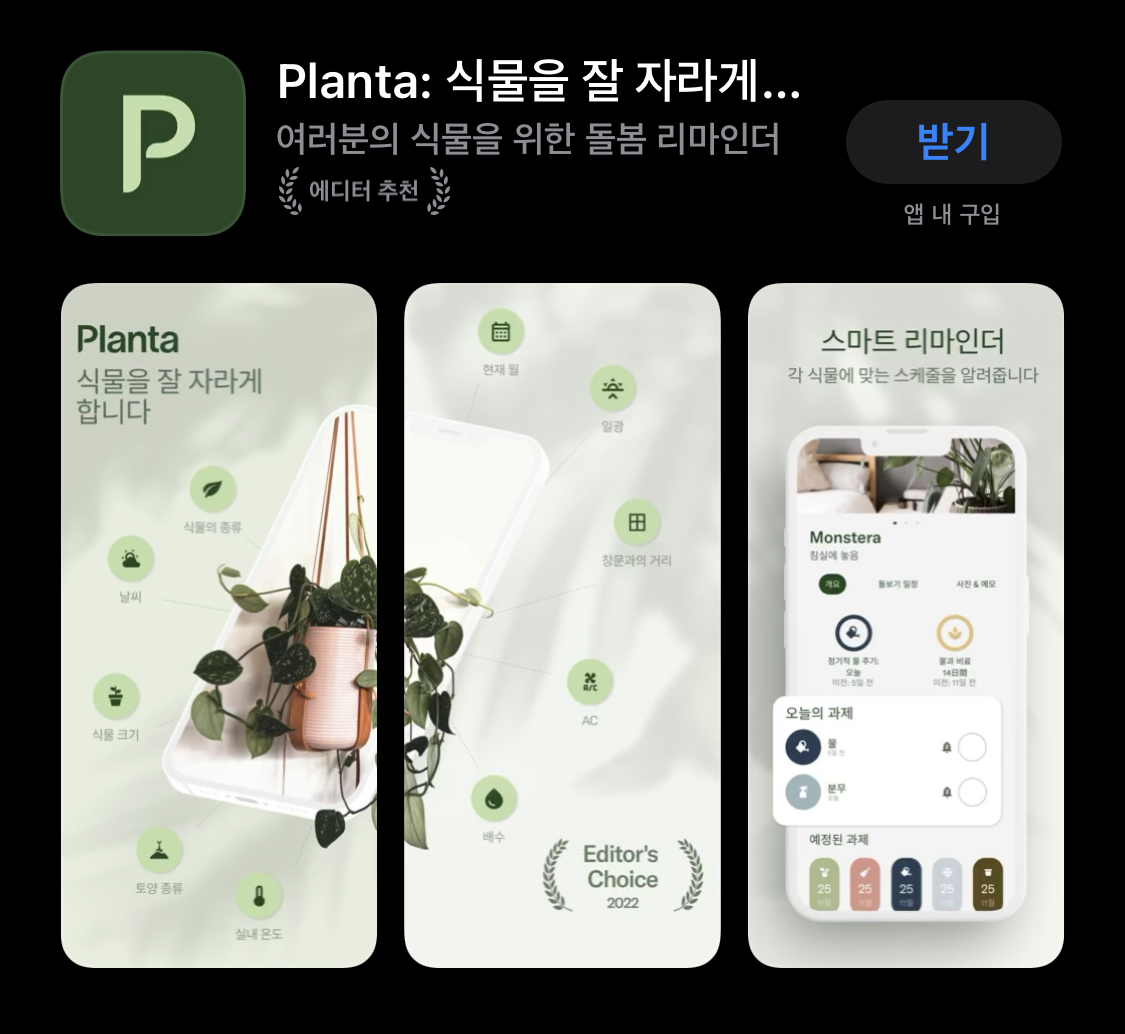 Planta: 식물을 잘 자라게...
여러분의 식물을 위한 돌봄 리마인더
에디터 추천
받기
앱 내 구입
Planta
식물을 잘 자라게
합니다
식물의 종류
날씨
식물 크기
토양 종류
실내 온도
현재 월
일광
창문과의 거리
A/C
AC
배수
Editor's
Choice
2022
스마트 리마인더
각 식물에 맞는 스케줄을 알려줍니다
Monstera
침실에 놓음
개요 돌보기 일정 사진 & 메모
정기적 물 주기:
오늘
이전: 5일 전
물과 비료
14日間
이전: 11일 전
오늘의 과제
물
5일 전
분무
오늘
예정된 과제
25 25 25 25 25
11월 11월 11월 11월 11월